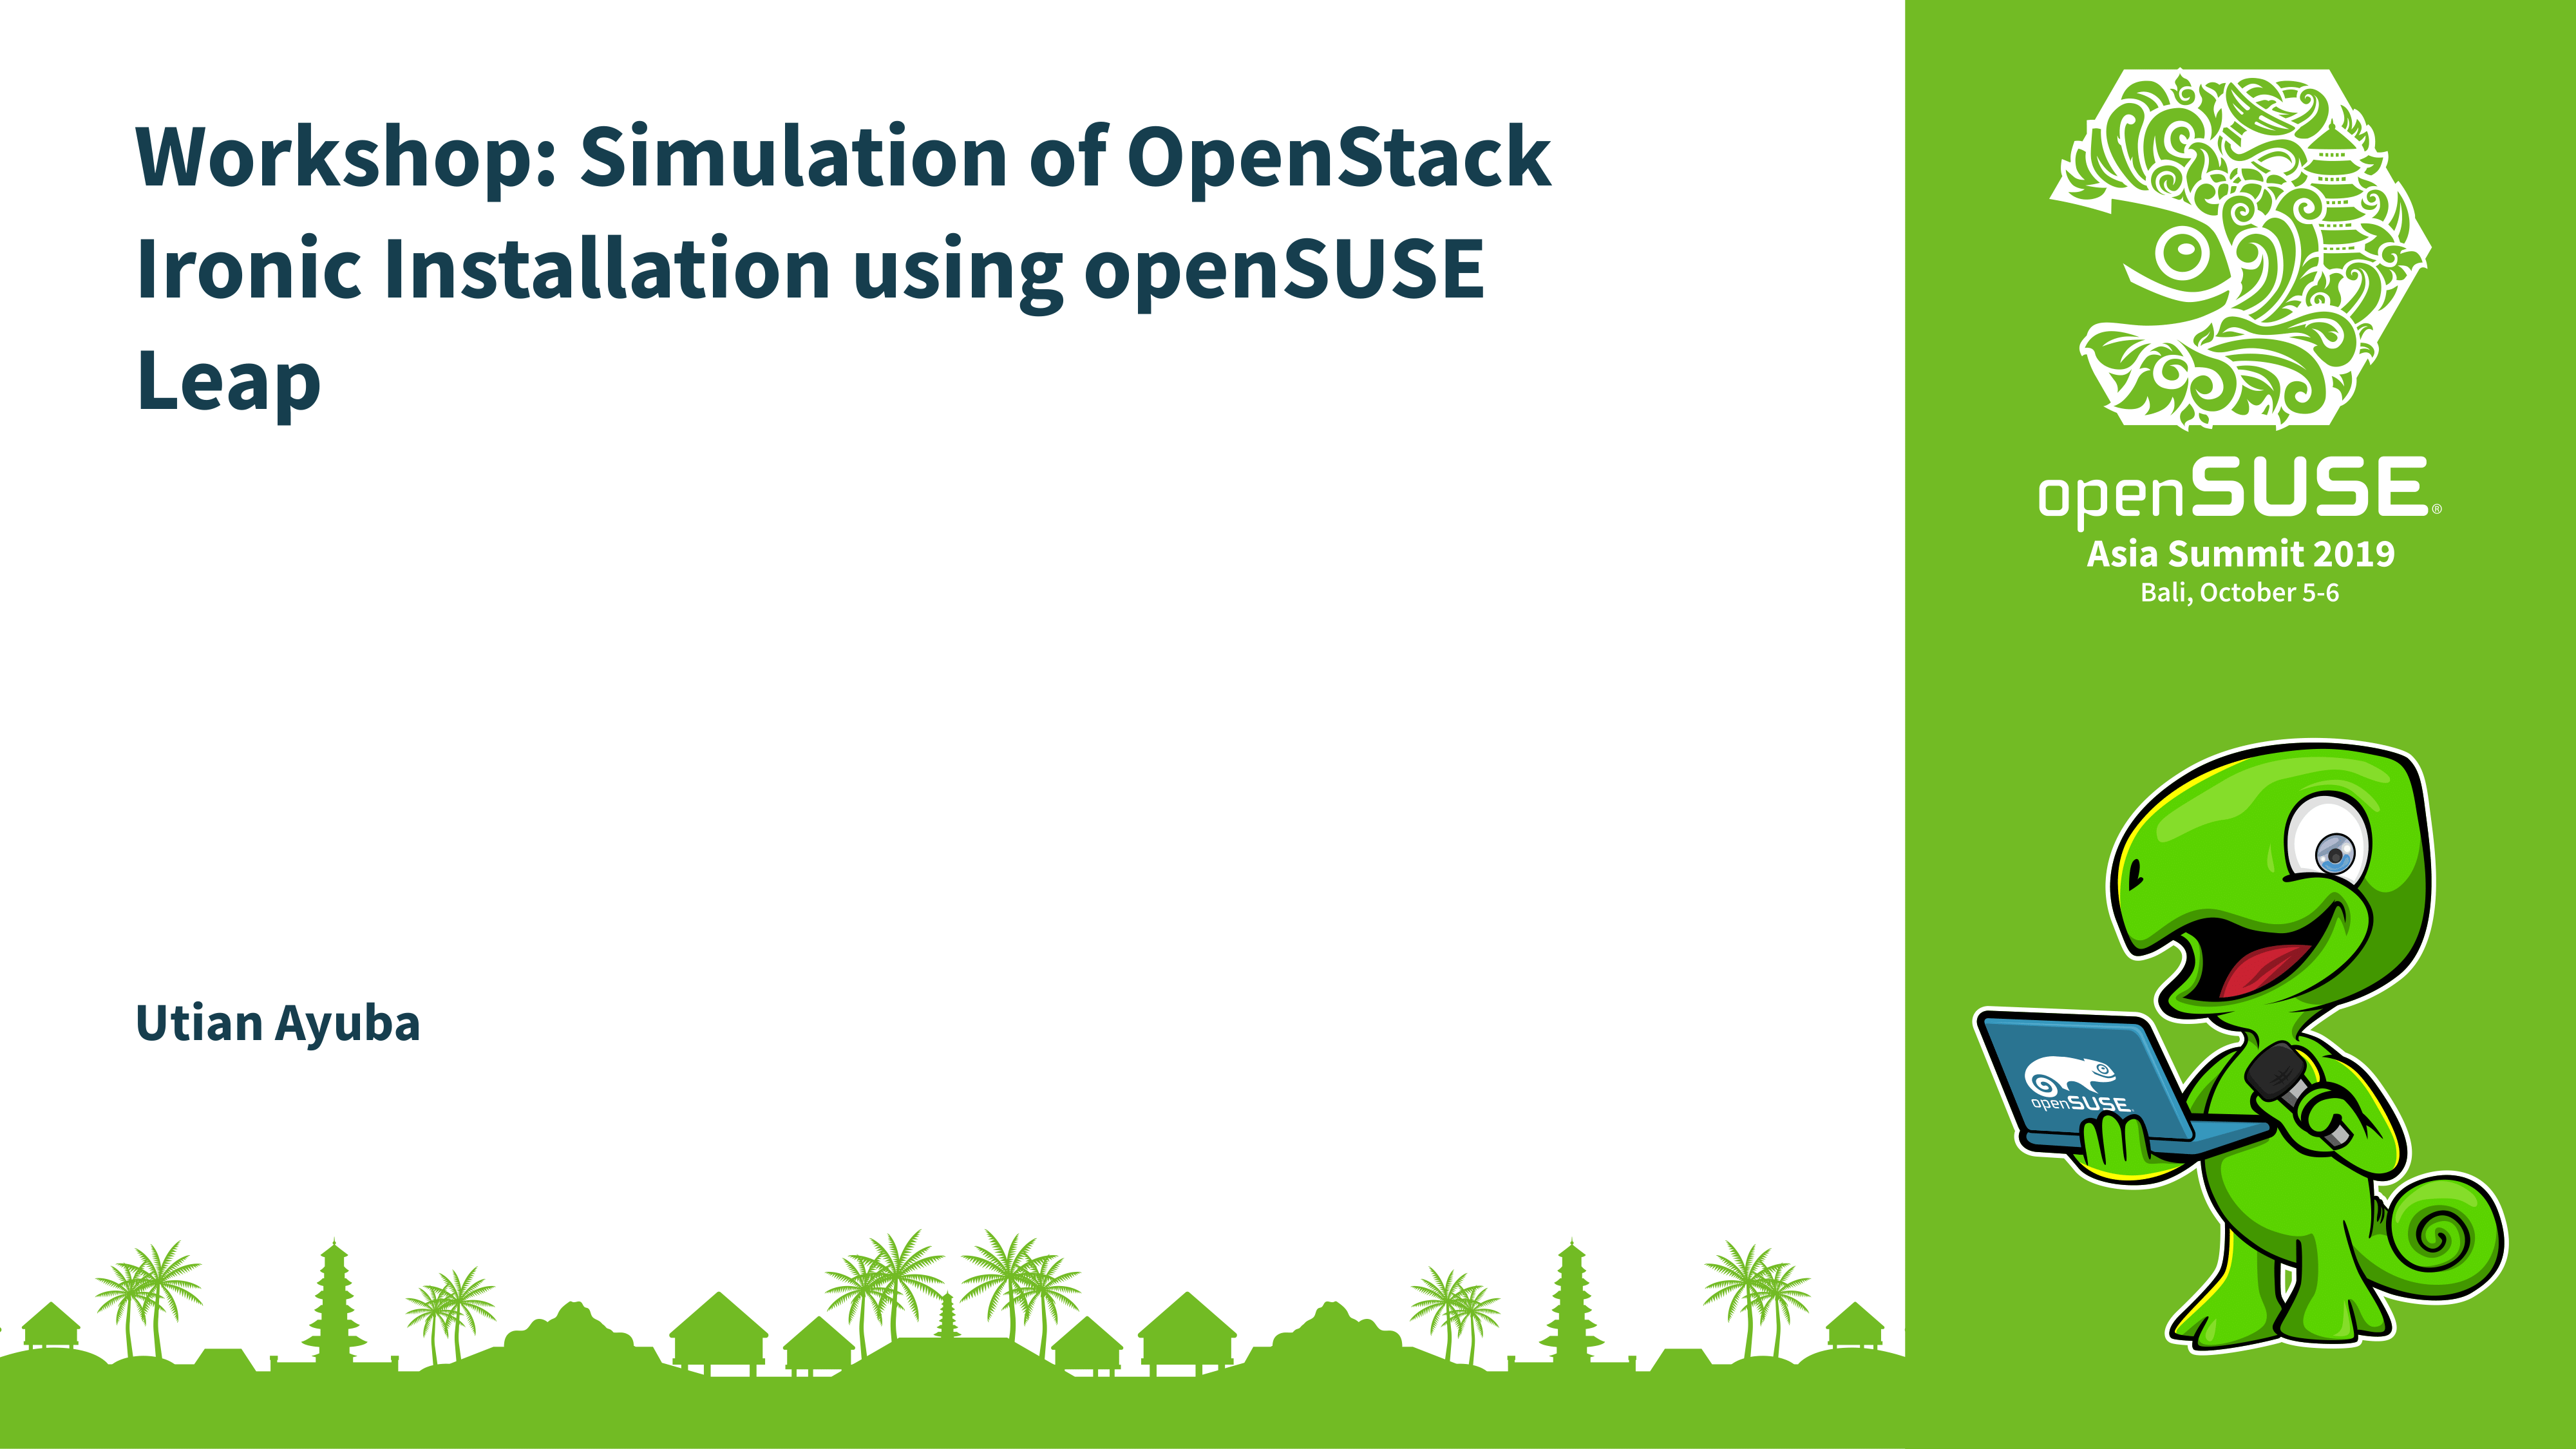 Workshop: Simulation of OpenStack
Ironic Installation using openSUSE
Leap
Utian Ayuba
openSUSE®
Asia Summit 2019
Bali, October 5-6
openSUSE